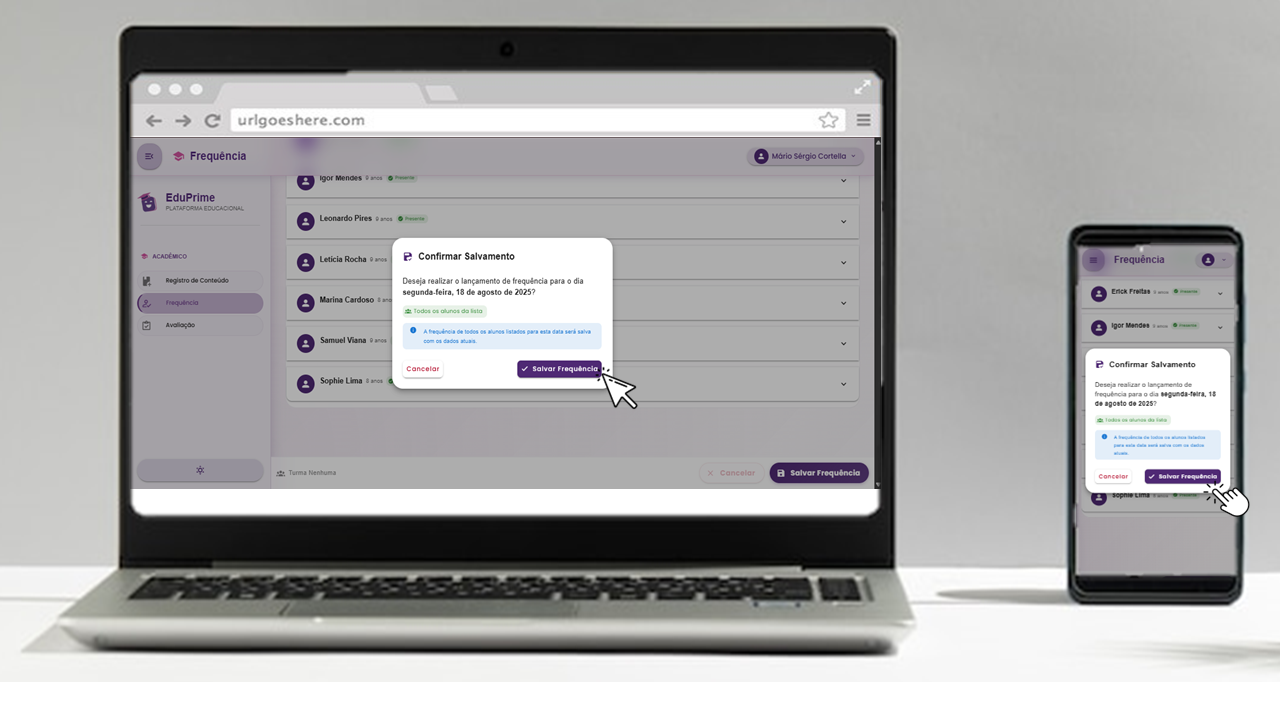 urlgoeshere.com
Frequência
Mário Sérgio Cortella
EduPrime
PLATAFORMA EDUCACIONAL
ACADÊMICO
Registro de Conteúdo
Frequência
Avaliação
Igor Mendes 9 anos Presente
Leonardo Pires 9 anos Presente
Leticia Rocha 9 anos
Marina Cardoso 8 anos
Samuel Viana 9 anos
Sophie Lima 8 anos
Confirmar Salvamento
Deseja realizar o lançamento de frequência para o dia
segunda-feira, 18 de agosto de 2025?
Todos os alunos da lista
A frequência de todos os alunos listados para esta data será salva
com os dados atuais.
Cancelar
Salvar Frequência
Turma Nenhuma
Cancelar
Salvar Frequência
Frequência
Erick Freitas 9 anos Presente
Igor Mendes 9 anos Presente
Confirmar Salvamento
Deseja realizar o lançamento de
frequência para o dia segunda-feira, 18
de agosto de 2025?
Todos os alunos da lista
A frequência de todos os alunos listados
para esta data será salva com os dados
atuais.
Cancelar
Salvar Frequência
Sophie Lima